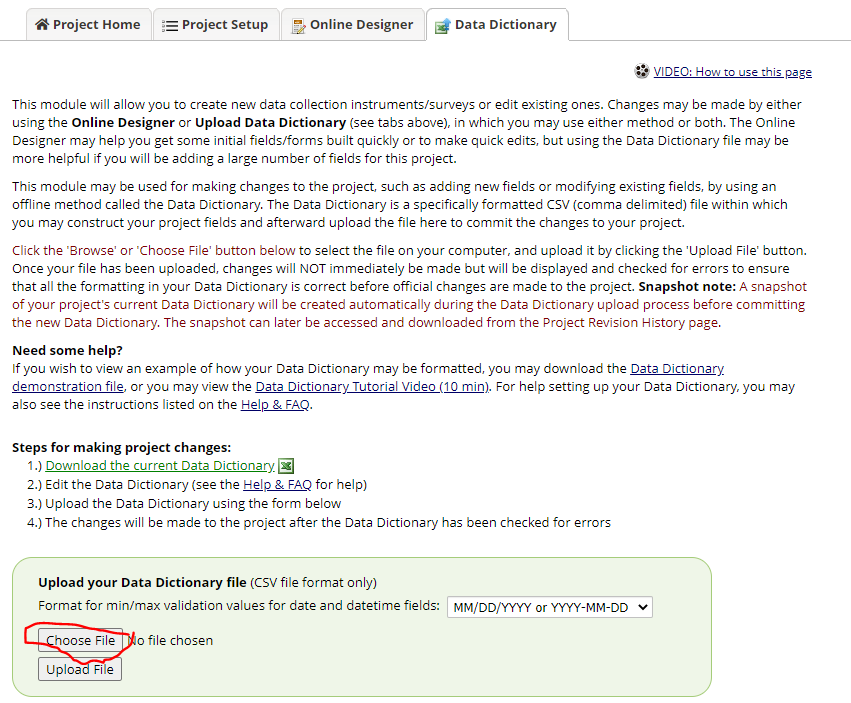 Project Home Project Setup Online Designer Data Dictionary
VIDEO: How to use this page
This module will allow you to create new data collection instruments/surveys or edit existing ones. Changes may be made by either
using the Online Designer or Upload Data Dictionary (see tabs above), in which you may use either method or both. The Online
Designer may help you get some initial fields/forms built quickly or to make quick edits, but using the Data Dictionary file may be
more helpful if you will be adding a large number of fields for this project.
This module may be used for making changes to the project, such as adding new fields or modifying existing fields, by using an
offline method called the Data Dictionary. The Data Dictionary is a specifically formatted CSV (comma delimited) file within which
you may construct your project fields and afterward upload the file here to commit the changes to your project.
Click the 'Browse' or 'Choose File' button below to select the file on your computer, and upload it by clicking the 'Upload File' button.
Once your file has been uploaded, changes will NOT immediately be made but will be displayed and checked for errors to ensure
that all the formatting in your Data Dictionary is correct before official changes are made to the project. Snapshot note: A snapshot
of your project's current Data Dictionary will be created automatically during the Data Dictionary upload process before committing
the new Data Dictionary. The snapshot can later be accessed and downloaded from the Project Revision History page.
Need some help?
If you wish to view an example of how your Data Dictionary may be formatted, you may download the Data Dictionary
demonstration file, or you may view the Data Dictionary Tutorial Video (10 min). For help setting up your Data Dictionary, you may
also see the instructions listed on the Help & FAQ.
Steps for making project changes:
1.) Download the current Data Dictionary
2.) Edit the Data Dictionary (see the Help & FAQ for help)
3.) Upload the Data Dictionary using the form below
4.) The changes will be made to the project after the Data Dictionary has been checked for errors
Upload your Data Dictionary file (CSV file format only)
Format for min/max validation values for date and datetime fields: MM/DD/YYYY or YYYY-MM-DD
Choose File No file chosen
Upload File